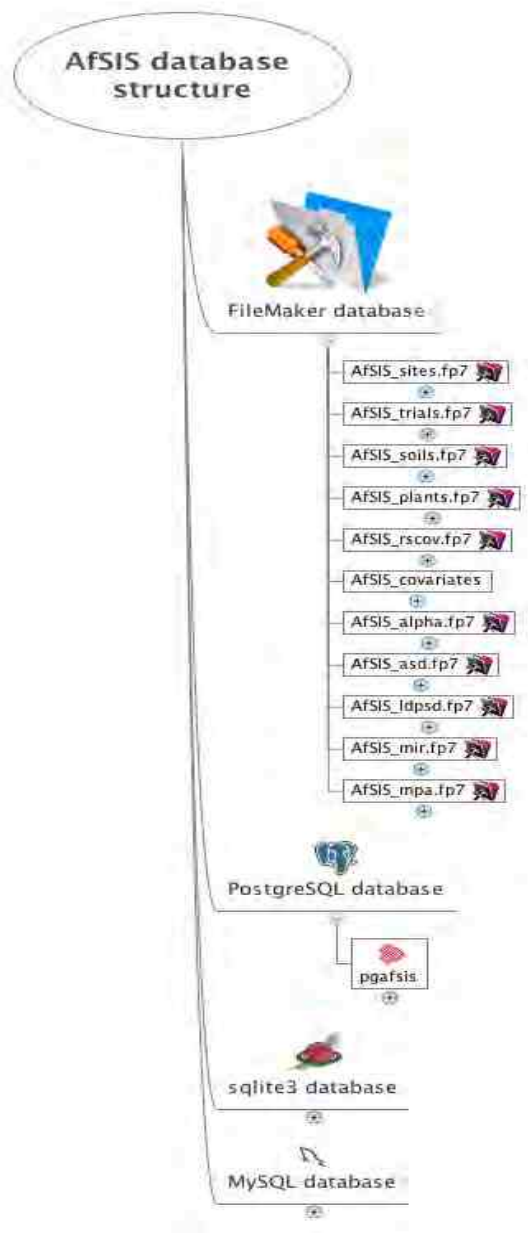 AfSIS database
structure
FileMaker database
AfSIS_sites.fp7
AfSIS_trials.fp7
AfSIS_soils.fp7
AfSIS_plants.fp7
AfSIS_rscov.fp7
AfSIS_covariates
AfSIS_alpha.fp7
AfSIS_asd.fp7
AfSIS_ldpsd.fp7
AfSIS_mir.fp7
AfSIS_mpa.fp7
PostgreSQL database
pgafsis
sqlite3 database
MySQL database